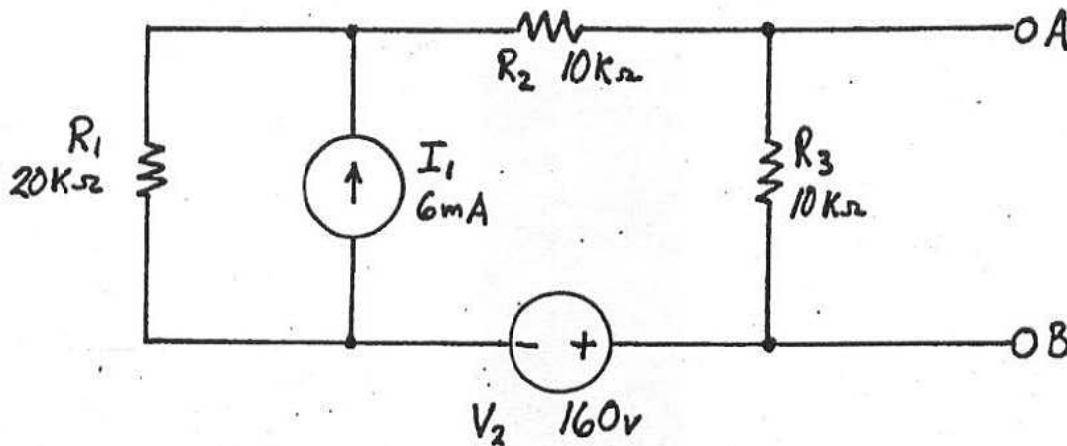 A
R₂ 10KΩ
R₁
20KΩ
I₁
6mA
R₃
10KΩ
- +
B
V₂ 160v